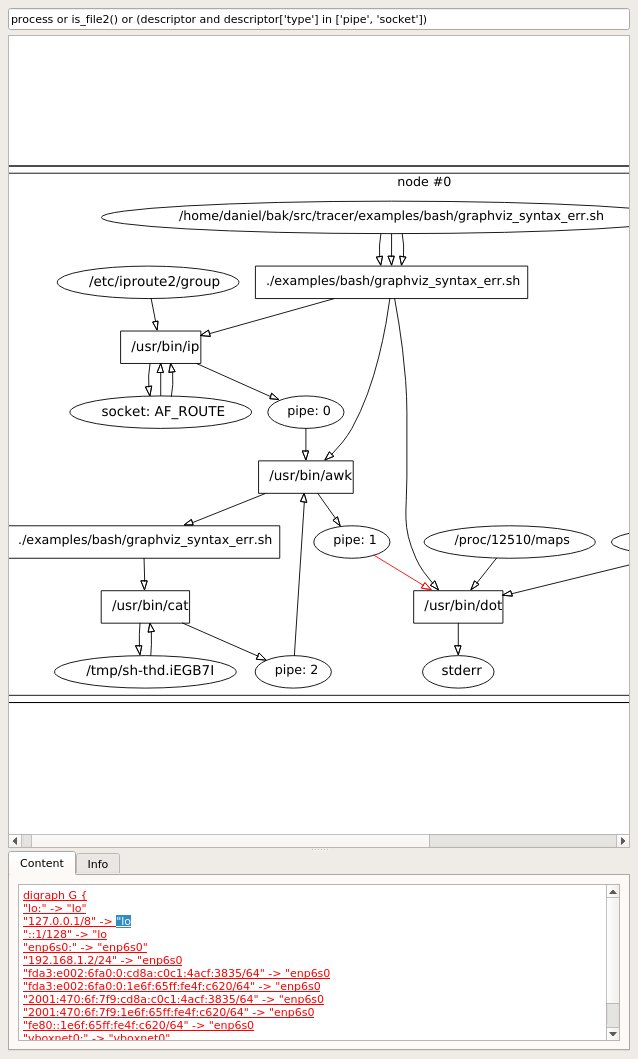 process or is_file2() or (descriptor and descriptor['type'] in ['pipe', 'socket'])
node #0
/home/daniel/bak/src/tracer/examples/bash/graphviz_syntax_err.sh
/etc/iproute2/group
./examples/bash/graphviz_syntax_err.sh
/usr/bin/ip
socket: AF_ROUTE
pipe: 0
/usr/bin/awk
./examples/bash/graphviz_syntax_err.sh
pipe: 1
/proc/12510/maps
/usr/bin/cat
/usr/bin/dot
/tmp/sh-thd.iEGB7I
pipe: 2
stderr
Content
Info
digraph G {
"lo:" -> "lo"
"127.0.0.1/8" -> "lo
"::1/128" -> "lo
"enp6s0:" -> "enp6s0"
"192.168.1.2/24" -> "enp6s0
"fda3:e002:6fa0:0:cd8a:c0c1:4acf:3835/64" -> "enp6s0
"fda3:e002:6fa0:0:1e6f:65ff:fe4f:c620/64" -> "enp6s0
"2001:470:6f:7f9:cd8a:c0c1:4acf:3835/64" -> "enp6s0
"2001:470:6f:7f9:1e6f:65ff:fe4f:c620/64" -> "enp6s0
"fe80::1e6f:65ff:fe4f:c620/64" -> "enp6s0
"vboxnet0:" -> "vboxnet0"